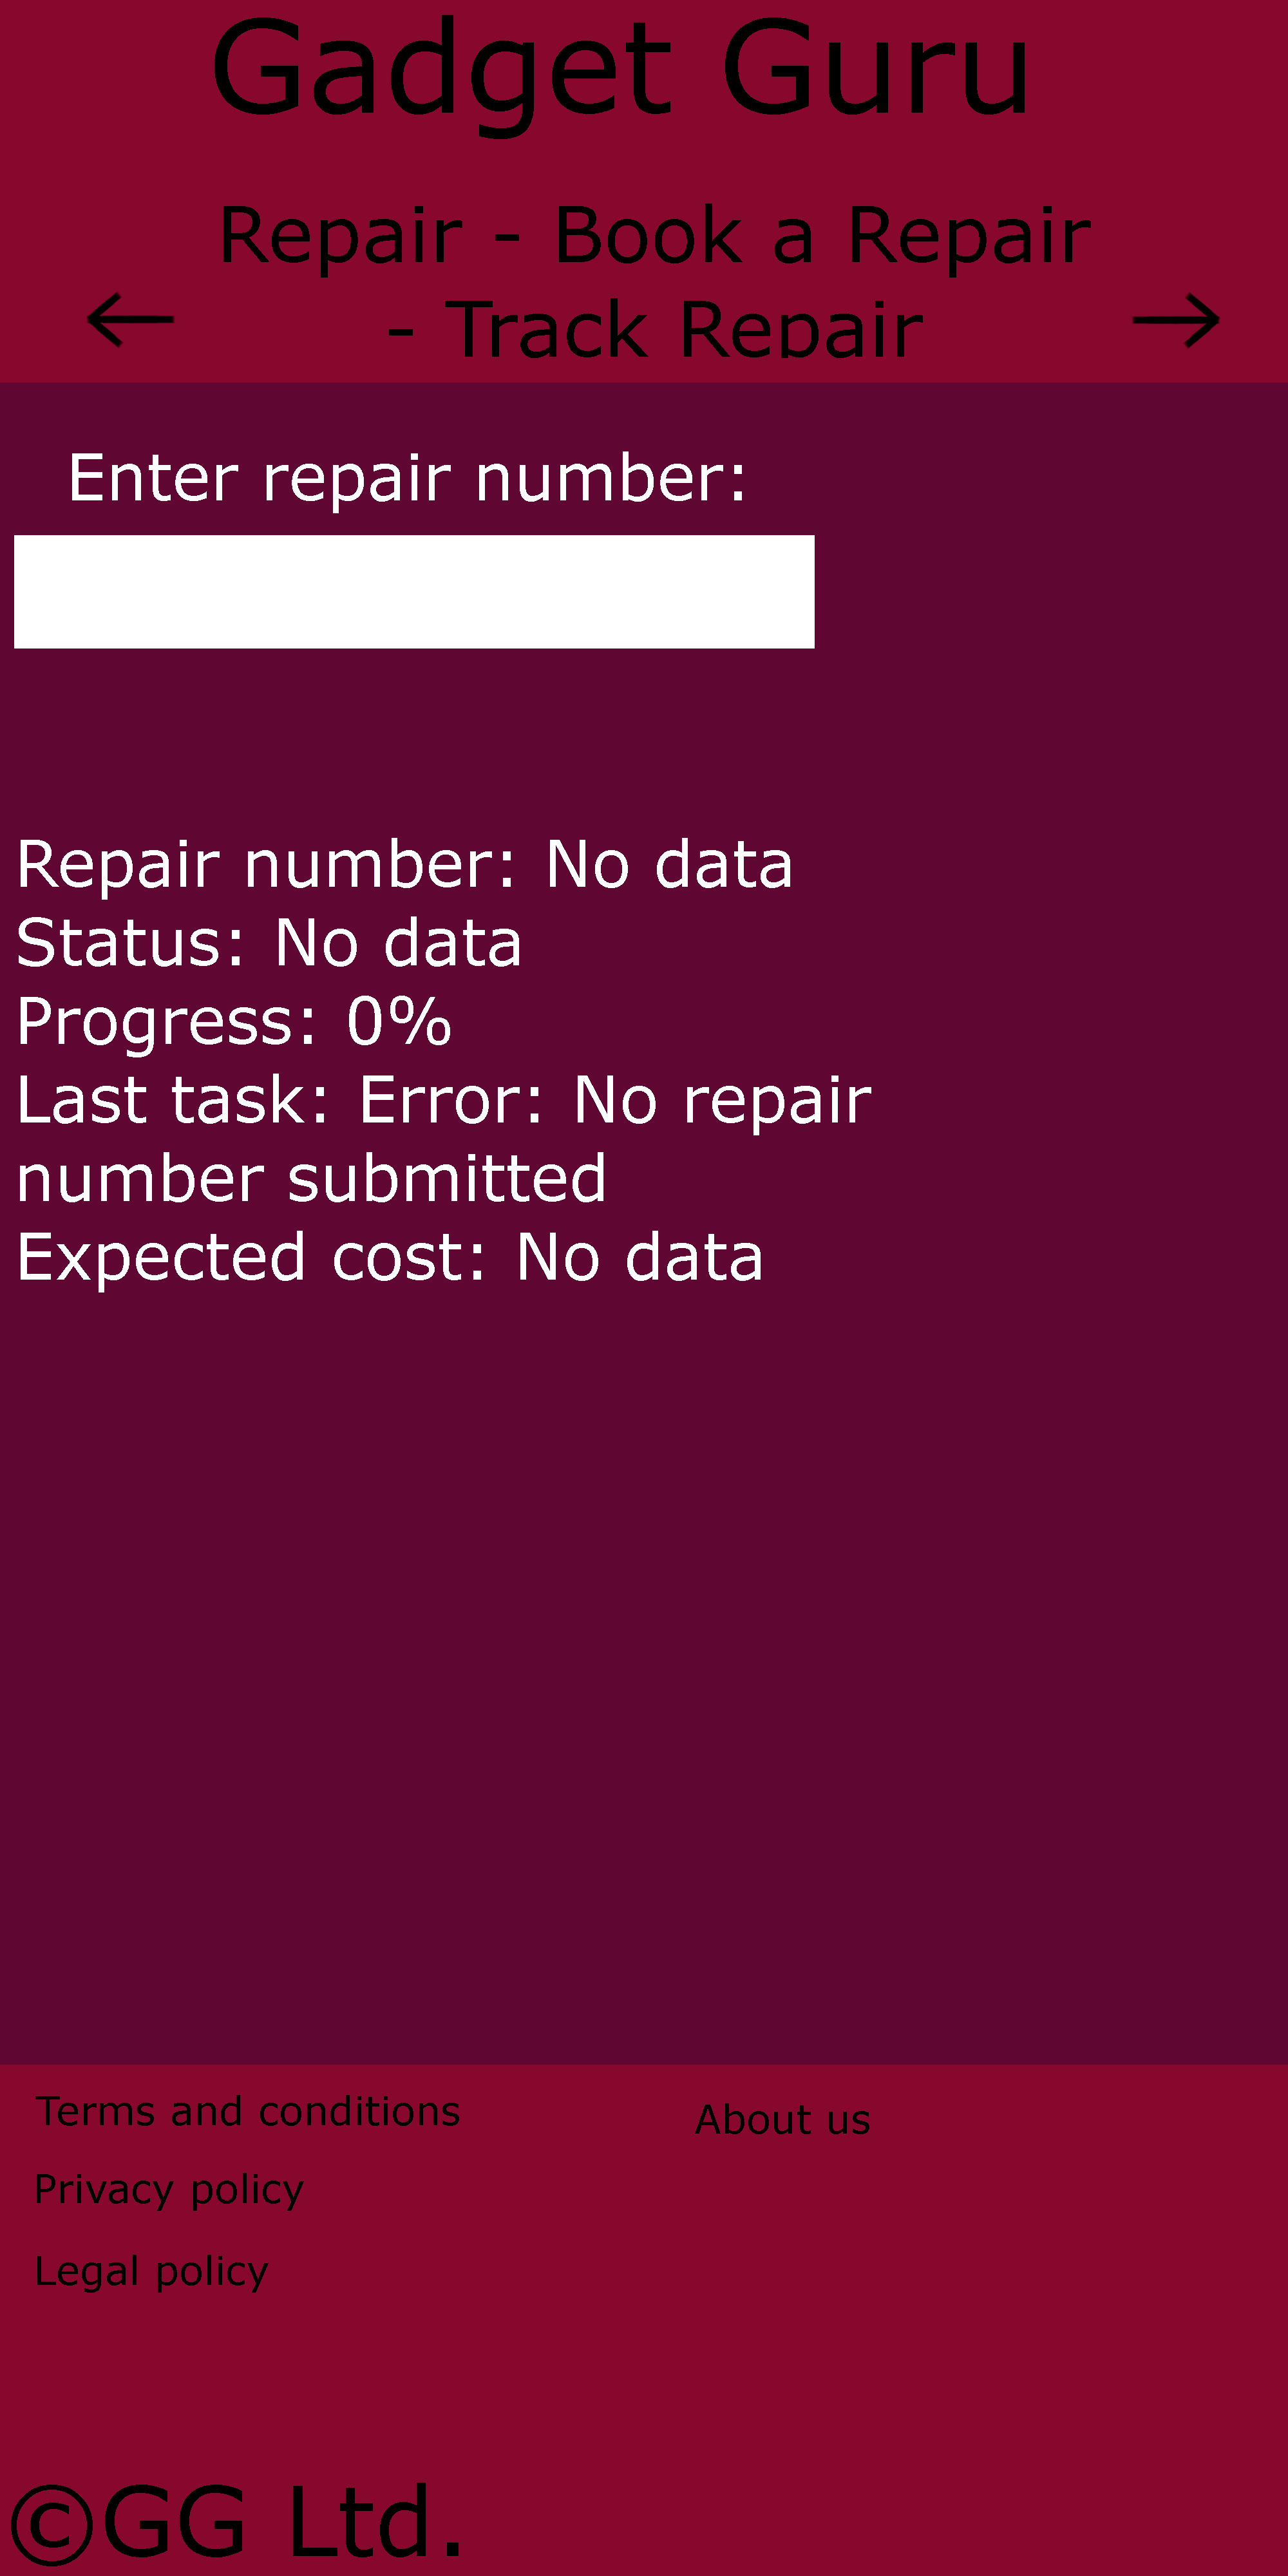 Gadget Guru
Repair - Book a Repair
← - Track Repair →
Enter repair number:
Repair number: No data
Status: No data
Progress: 0%
Last task: Error: No repair
number submitted
Expected cost: No data
Terms and conditions
About us
Privacy policy
Legal policy
©GG Ltd.